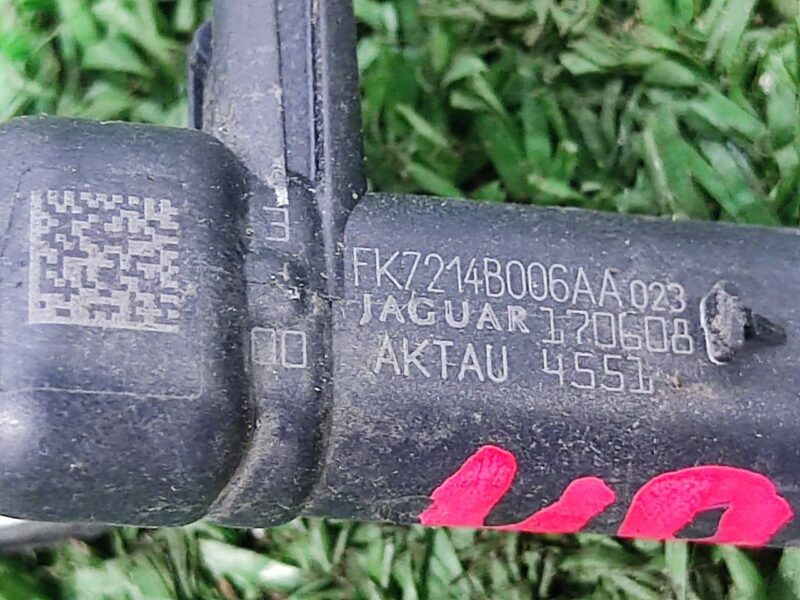 FK7214B006AA 023
JAGUAR 170608
AKTAU 4551